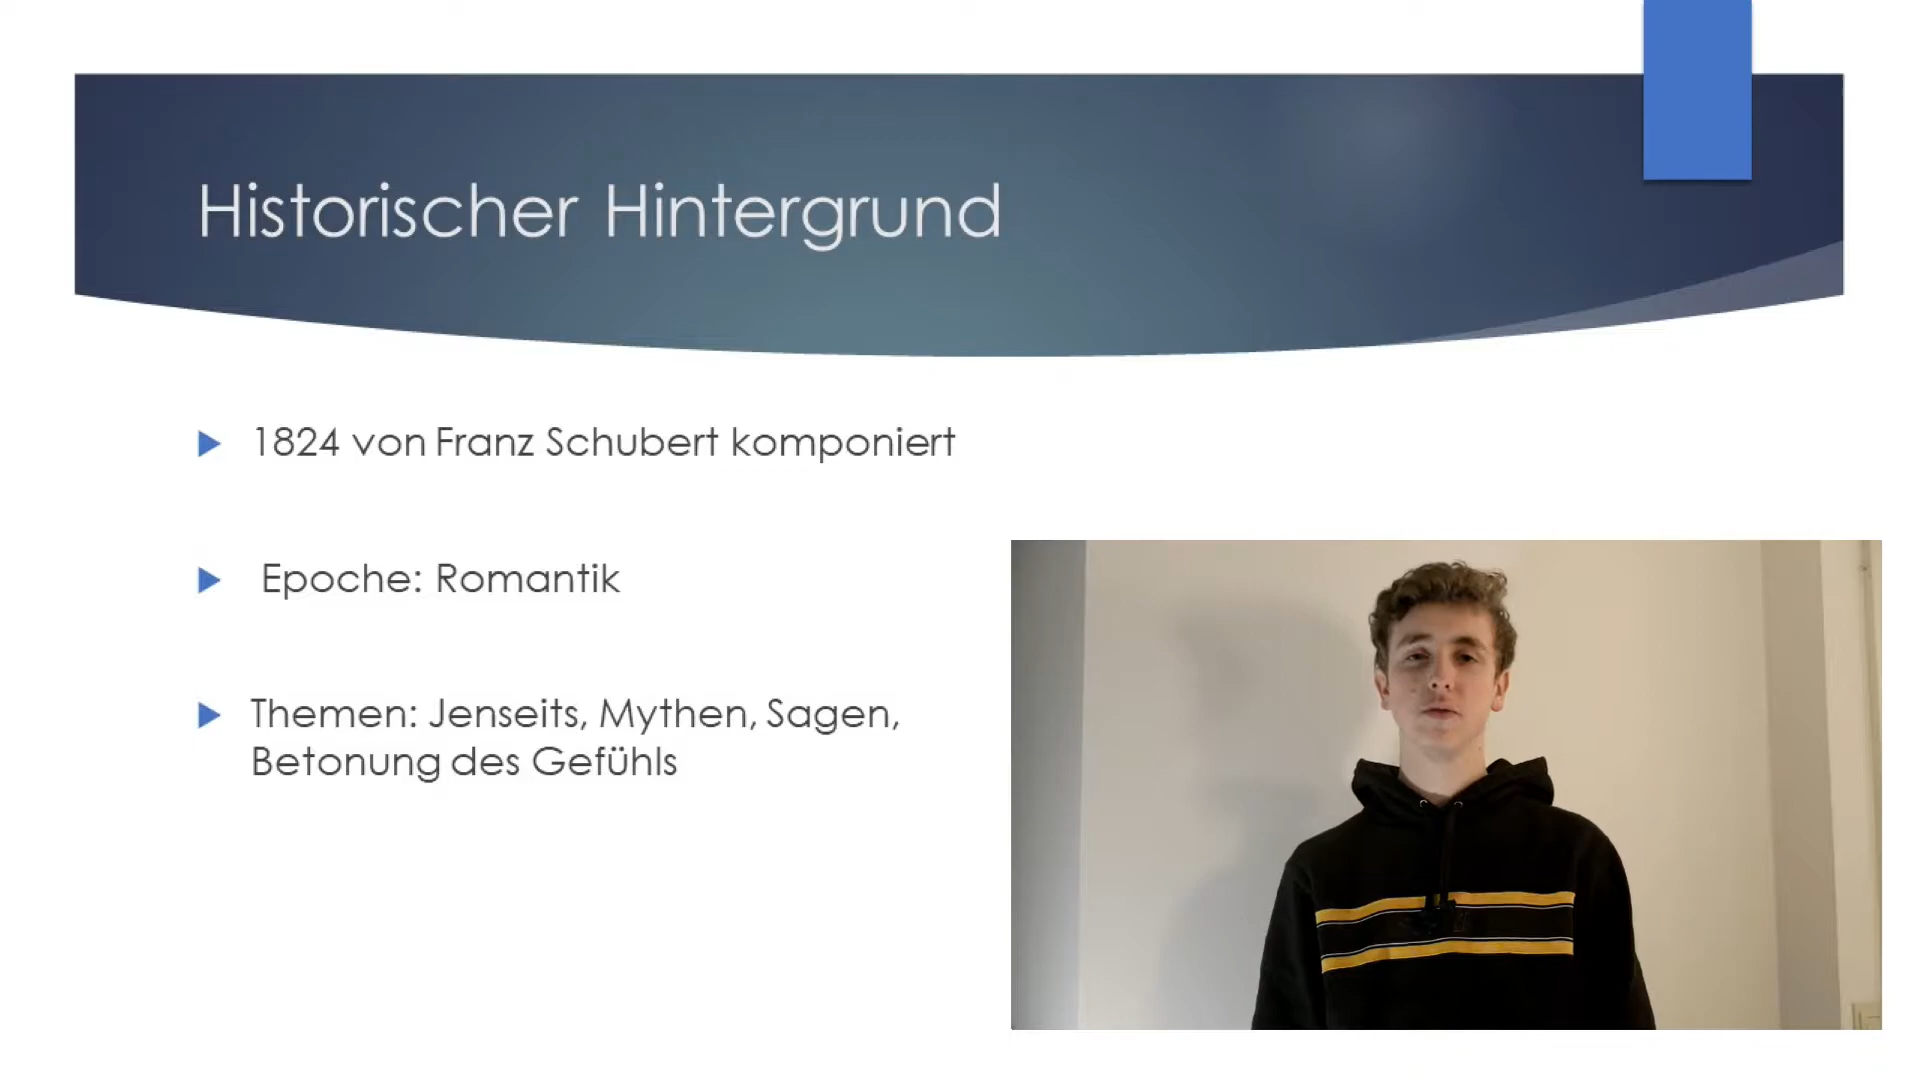 Historischer Hintergrund
1824 von Franz Schubert komponiert
Epoche: Romantik
Themen: Jenseits, Mythen, Sagen,
Betonung des Gefühls